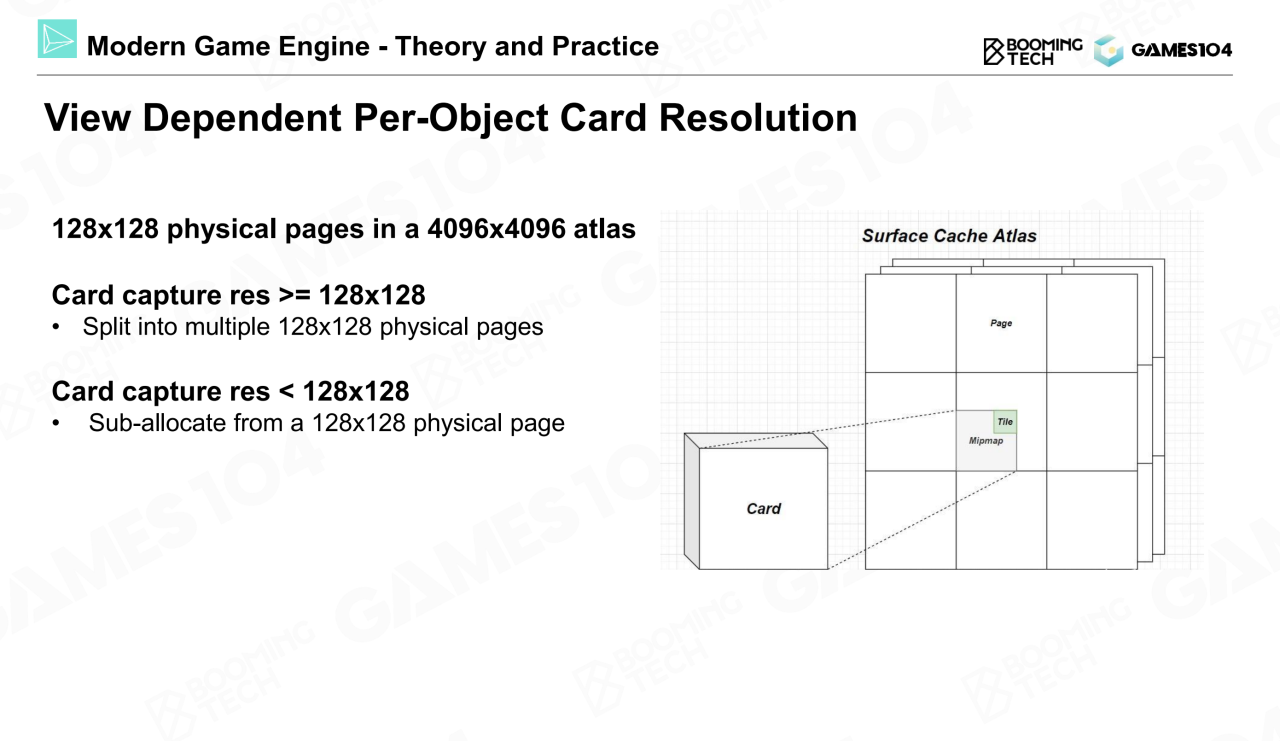 Modern Game Engine - Theory and Practice
BOOMING
TECH
GAMES104
View Dependent Per-Object Card Resolution
128x128 physical pages in a 4096x4096 atlas
Card capture res >= 128x128
• Split into multiple 128x128 physical pages
Card capture res < 128x128
• Sub-allocate from a 128x128 physical page
Surface Cache Atlas
Page
Tile
Mipmap
Card